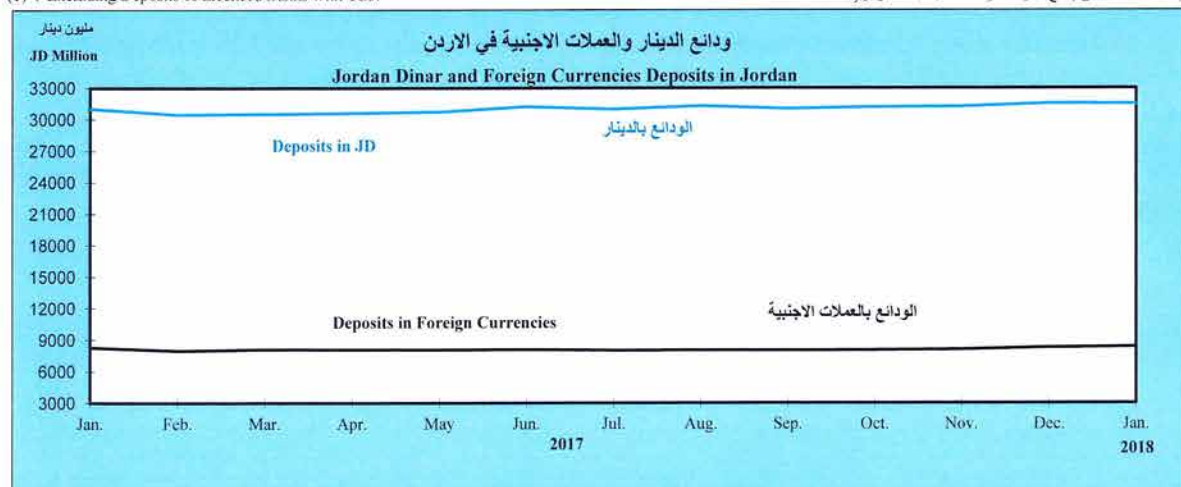 مليون دينار
JD Million
ودائع الدينار والعملات الاجنبية في الاردن
Jordan Dinar and Foreign Currencies Deposits in Jordan
33000
30000
27000
24000
21000
18000
15000
12000
9000
6000
3000
Deposits in JD
الودائع بالدينار
Deposits in Foreign Currencies
الودائع بالعملات الاجنبية
Jan. Feb. Mar. Apr. May Jun. Jul. Aug. Sep. Oct. Nov. Dec. Jan.
2017 2018